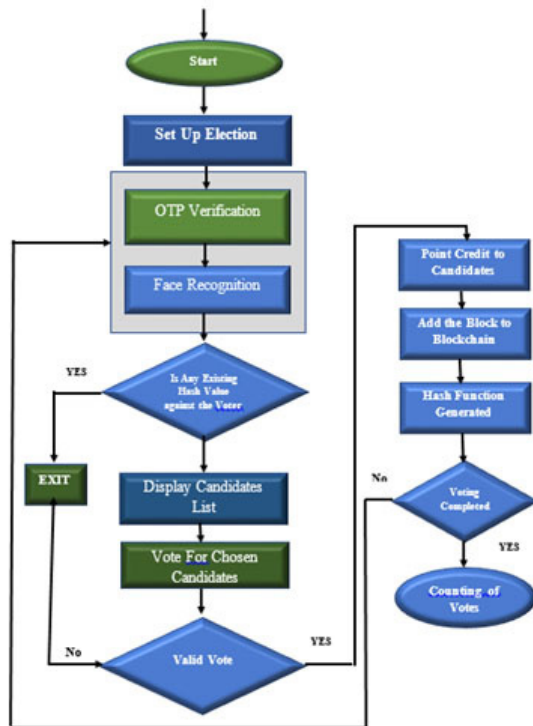 Start
Set Up Election
OTP Verification
Face Recognition
YES
Is Any Existing
Hash Value
against the Voter
EXIT
Display Candidates
List
Vote For Chosen
Candidates
No
Valid Vote
YES
Point Credit to
Candidates
Add the Block to
Blockchain
Hash Function
Generated
No
Voting
Completed
YES
Counting of
Votes